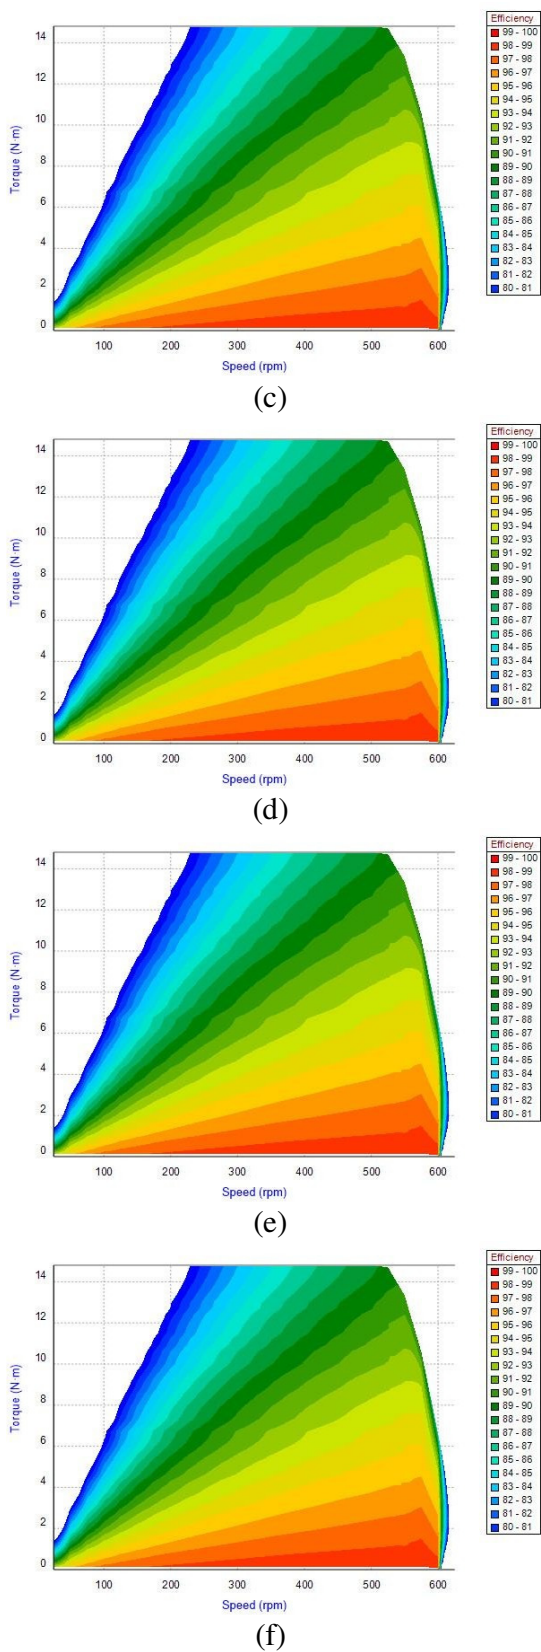 Efficiency
99 - 100
98 - 99
97 - 98
96 - 97
95 - 96
94 - 95
93 - 94
92 - 93
91 - 92
90 - 91
89 - 90
88 - 89
87 - 88
86 - 87
85 - 86
84 - 85
83 - 84
82 - 83
81 - 82
80 - 81
Torque (N·m)
14
12
10
8
6
4
2
0
100 200 300 400 500 600
Speed (rpm)
(c)
Efficiency
99 - 100
98 - 99
97 - 98
96 - 97
95 - 96
94 - 95
93 - 94
92 - 93
91 - 92
90 - 91
89 - 90
88 - 89
87 - 88
86 - 87
85 - 86
84 - 85
83 - 84
82 - 83
81 - 82
80 - 81
Torque (N·m)
14
12
10
8
6
4
2
0
100 200 300 400 500 600
Speed (rpm)
(d)
Efficiency
99 - 100
98 - 99
97 - 98
96 - 97
95 - 96
94 - 95
93 - 94
92 - 93
91 - 92
90 - 91
89 - 90
88 - 89
87 - 88
86 - 87
85 - 86
84 - 85
83 - 84
82 - 83
81 - 82
80 - 81
Torque (N·m)
14
12
10
8
6
4
2
0
100 200 300 400 500 600
Speed (rpm)
(e)
Efficiency
99 - 100
98 - 99
97 - 98
96 - 97
95 - 96
94 - 95
93 - 94
92 - 93
91 - 92
90 - 91
89 - 90
88 - 89
87 - 88
86 - 87
85 - 86
84 - 85
83 - 84
82 - 83
81 - 82
80 - 81
Torque (N·m)
14
12
10
8
6
4
2
0
100 200 300 400 500 600
Speed (rpm)
(f)